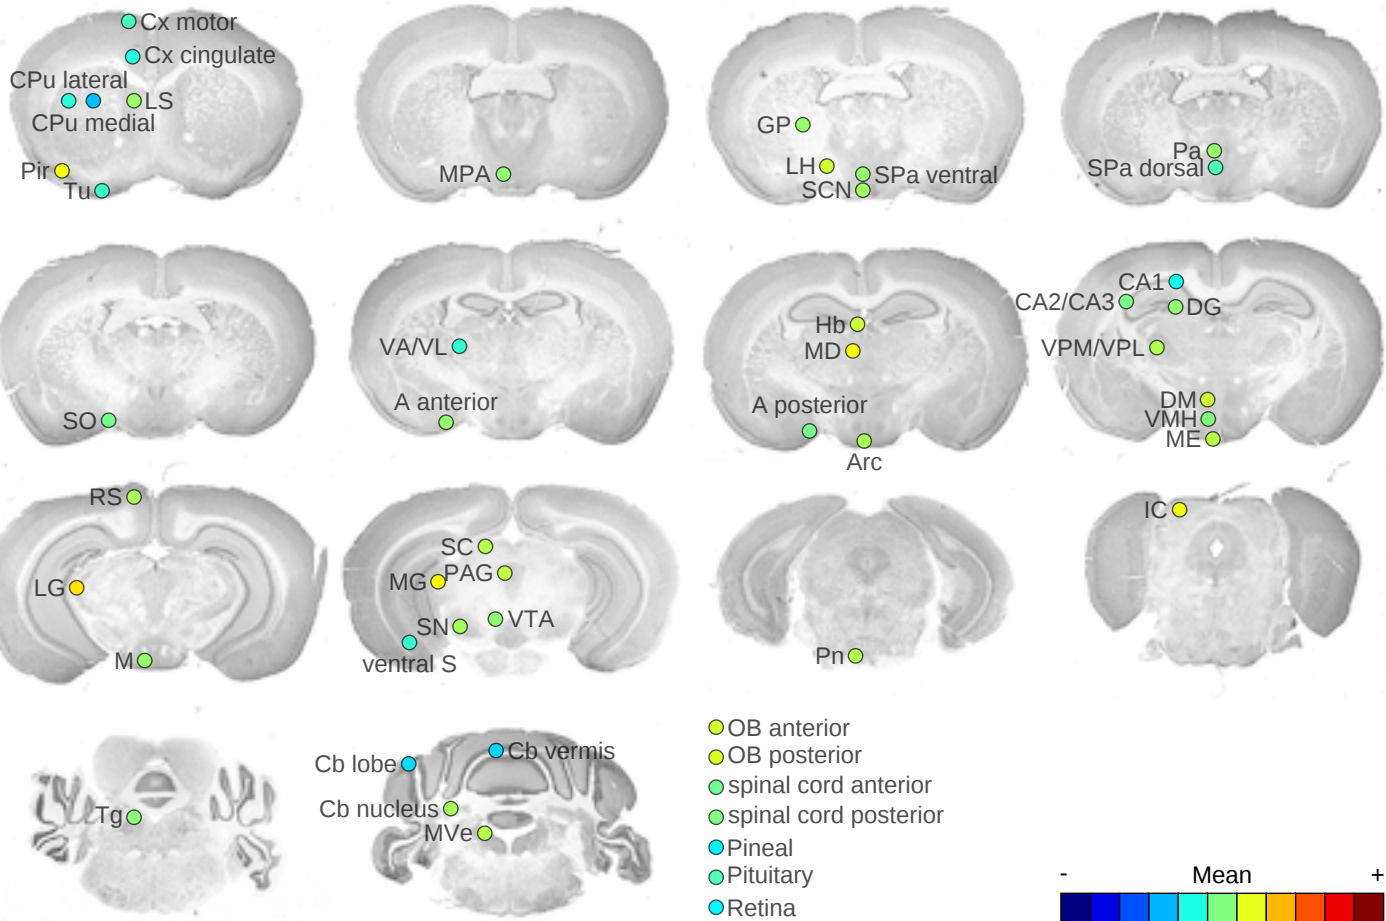 Cx motor
Cx cingulate
CPu lateral
LS
CPu medial
Pir
Tu
MPA
GP
LH
SPa ventral
SCN
Pa
SPa dorsal
SO
VA/VL
A anterior
Hb
MD
A posterior
Arc
CA1
CA2/CA3
DG
VPM/VPL
DM
VMH
ME
RS
LG
M
SC
MG PAG
SN VTA
ventral S
Pn
IC
Tg
Cb lobe
Cb vermis
Cb nucleus
MVe
OB anterior
OB posterior
spinal cord anterior
spinal cord posterior
Pineal
Pituitary
Retina
- Mean +